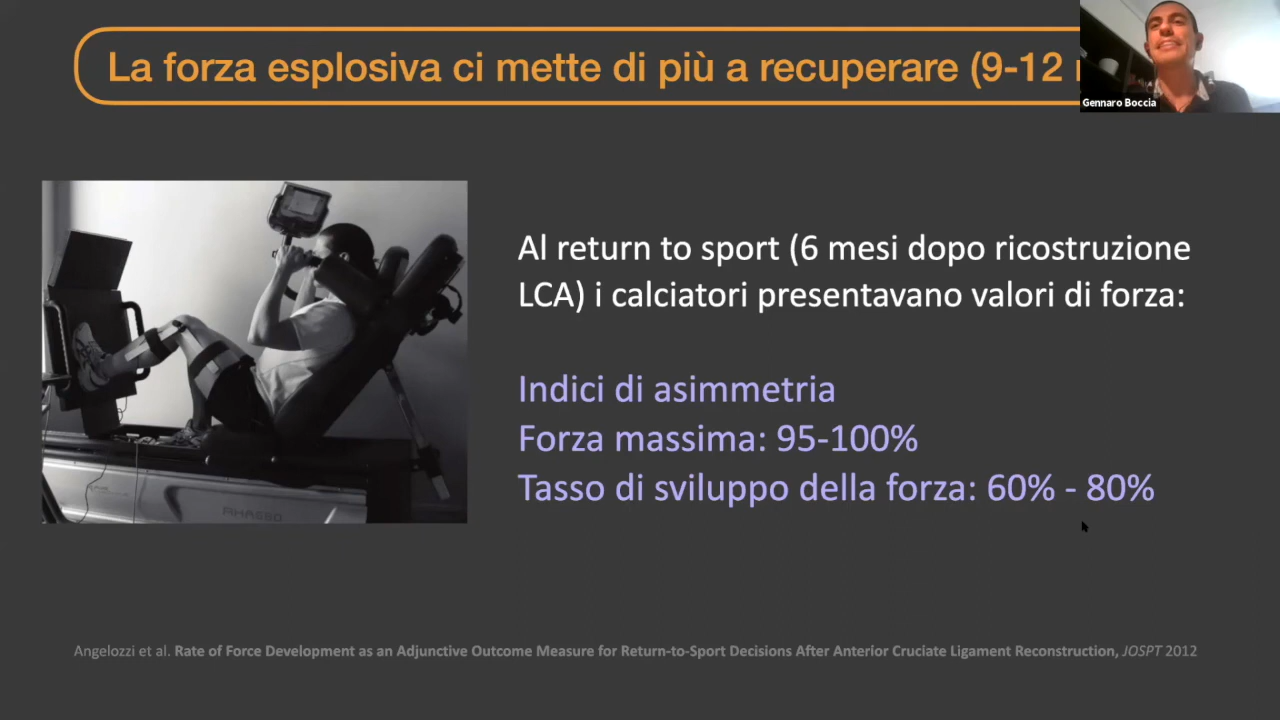 La forza esplosiva ci mette di più a recuperare (9-12
Gennaro Boccia
Al return to sport (6 mesi dopo ricostruzione
LCA) i calciatori presentavano valori di forza:
Indici di asimmetria
Forza massima: 95-100%
Tasso di sviluppo della forza: 60% - 80%
Angelozzi et al. Rate of Force Development as an Adjunctive Outcome Measure for Return-to-Sport Decisions After Anterior Cruciate Ligament Reconstruction, JOSPT 2012